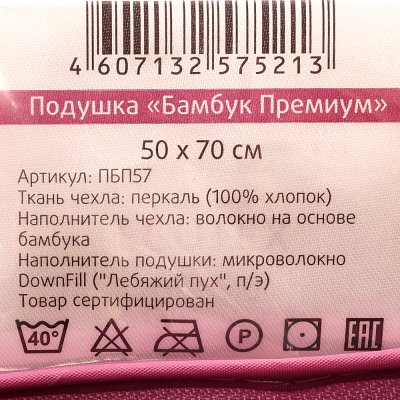 4 607132 575213
Подушка «Бамбук Премиум»
50 x 70 см
Артикул: ПБП57
Ткань чехла: перкаль (100% хлопок)
Наполнитель чехла: волокно на основе
бамбука
Наполнитель подушки: микроволокно
DownFill ("Лебяжий пух", п/э)
Товар сертифицирован
40° P EAC